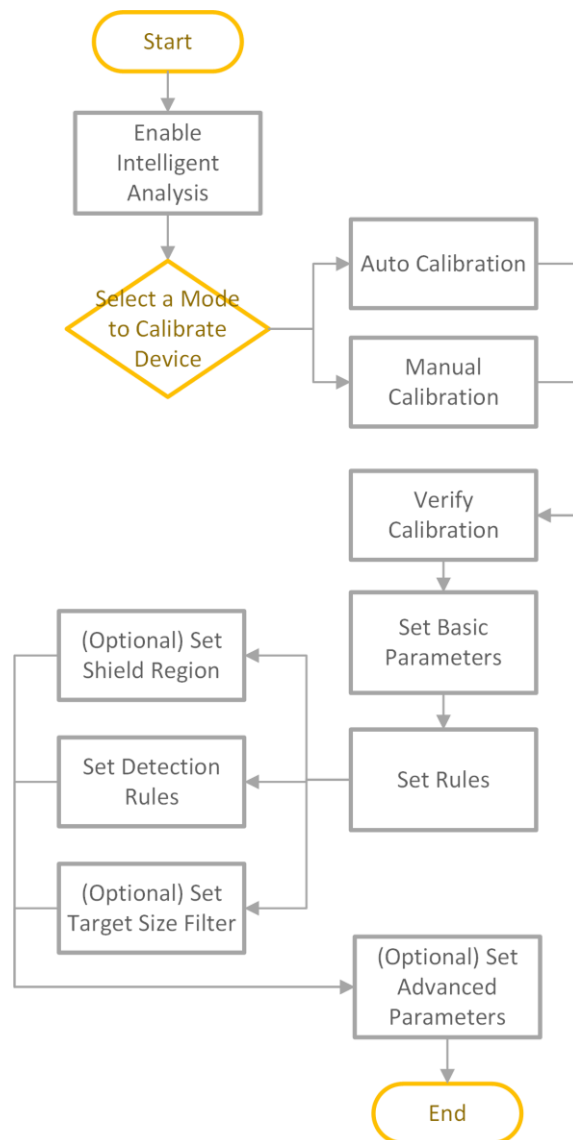 Start
Enable
Intelligent
Analysis
Select a Mode
to Calibrate
Device
Auto Calibration
Manual
Calibration
Verify
Calibration
Set Basic
Parameters
Set Rules
(Optional) Set
Shield Region
Set Detection
Rules
(Optional) Set
Target Size Filter
(Optional) Set
Advanced
Parameters
End